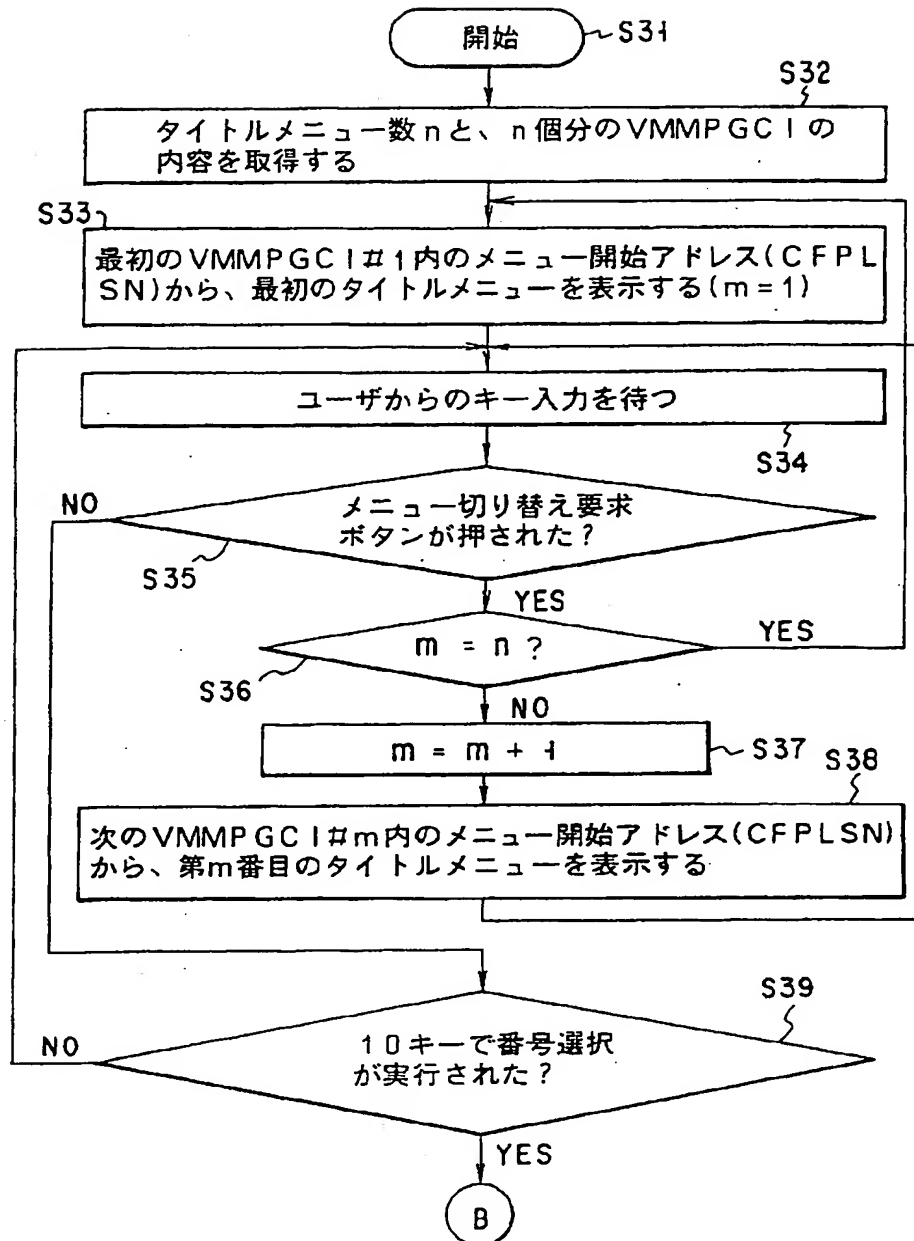 開始
S31
S32
タイトルメニュー数nと、n個分のVMMPGCIの
内容を取得する
S33
最初のVMMPGCI#1内のメニュー開始アドレス(CFPL
SN)から、最初のタイトルメニューを表示する(m=1)
ユーザからのキー入力を待つ
S34
メニュー切り替え要求
ボタンが押された?
NO
S35
YES
m = n ?
YES
S36
NO
m = m + 1
S37
S38
次のVMMPGCI#m内のメニュー開始アドレス(CFPLSN)
から、第m番目のタイトルメニューを表示する
S39
10キーで番号選択
が実行された?
NO
YES
B